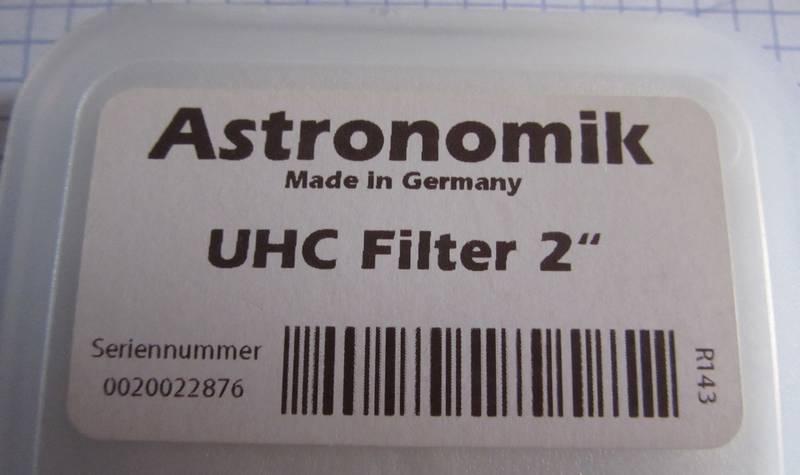 Astronomik
Made in Germany
UHC Filter 2“
Seriennummer
0020022876
R143